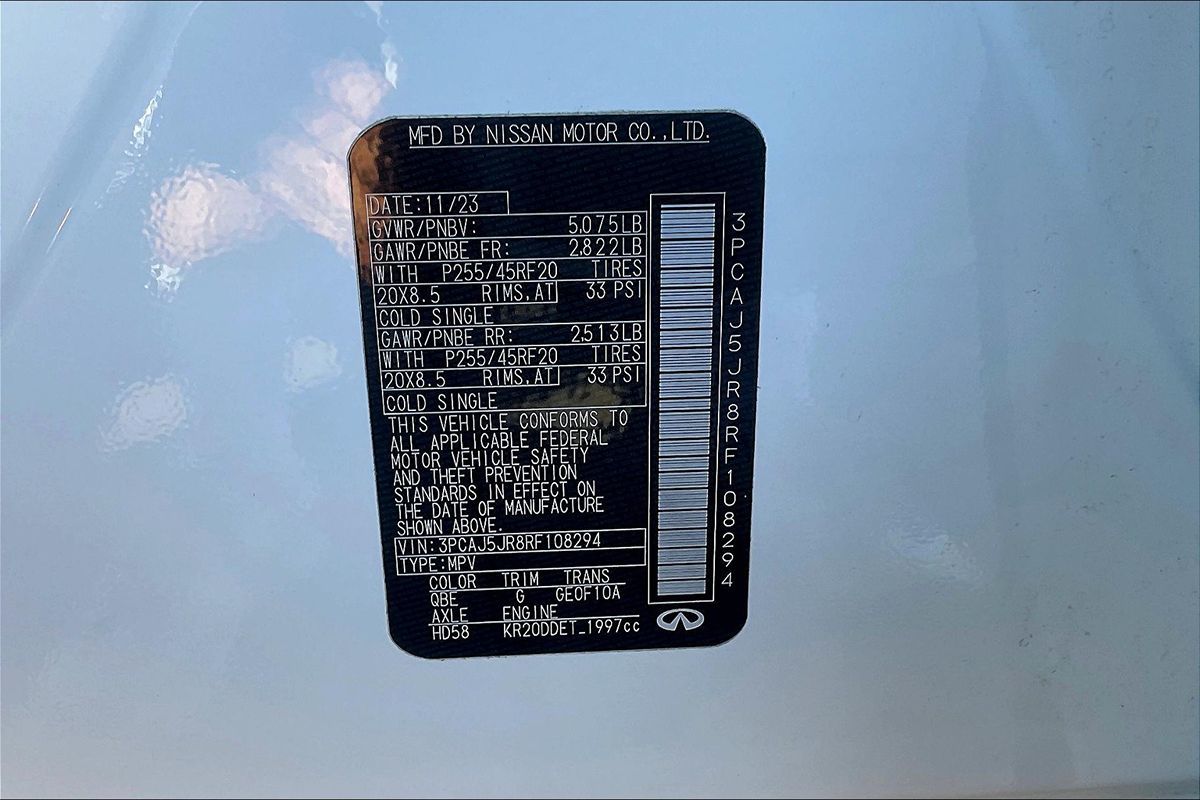 MFD BY NISSAN MOTOR CO.,LTD.
DATE:11/23
GVWR/PNBV: 5,075LB
GAWR/PNBE FR: 2,822LB
WITH P255/45RF20 TIRES
20X8.5 RIMS,AT 33 PSI
COLD SINGLE
GAWR/PNBE RR: 2,513LB
WITH P255/45RF20 TIRES
20X8.5 RIMS,AT 33 PSI
COLD SINGLE
THIS VEHICLE CONFORMS TO
ALL APPLICABLE FEDERAL
MOTOR VEHICLE SAFETY
AND THEFT PREVENTION
STANDARDS IN EFFECT ON
THE DATE OF MANUFACTURE
SHOWN ABOVE.
VIN:3PCAJ5JR8RF108294
TYPE:MPV
COLOR TRIM TRANS
QBE G GE0F10A
AXLE ENGINE
HD58 KR20DDET_1997cc
3PCAJ5JR8RF108294